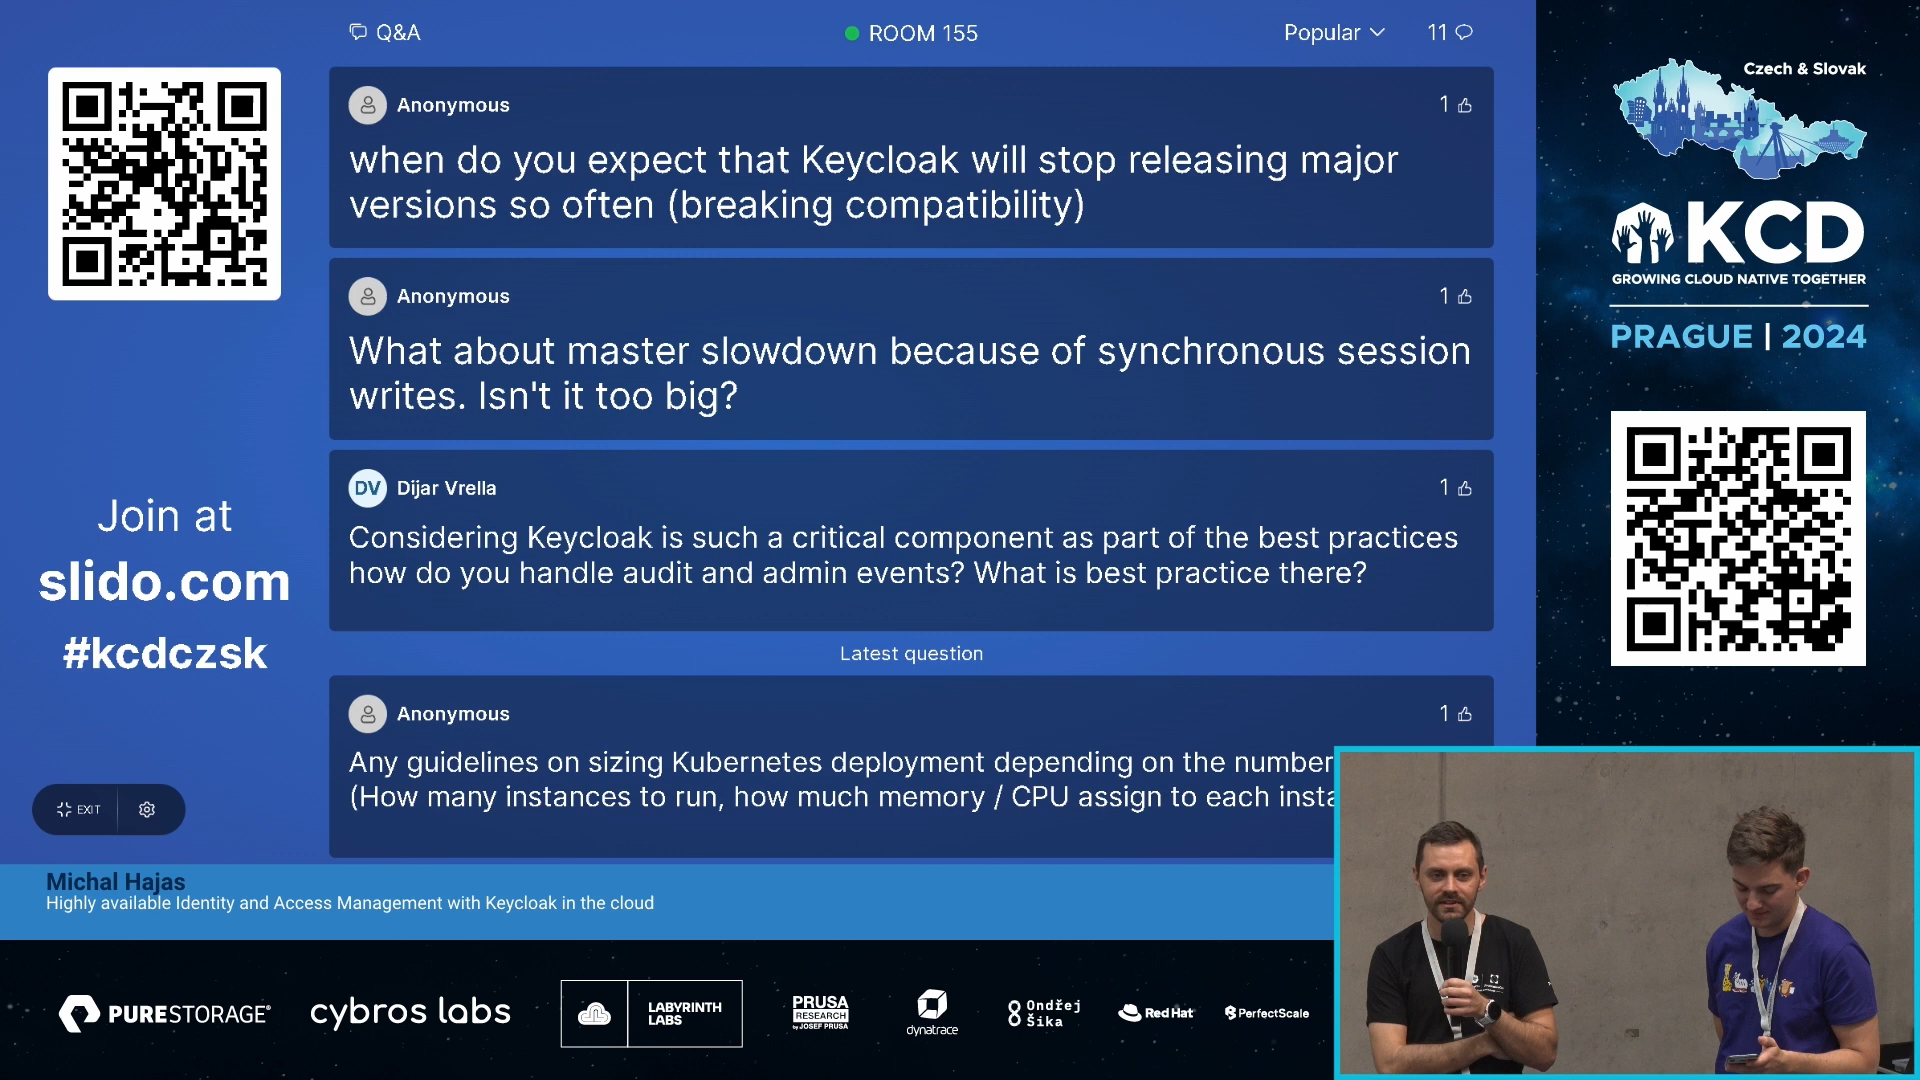 Q&A
ROOM 155
Popular
11
Anonymous
1
when do you expect that Keycloak will stop releasing major
versions so often (breaking compatibility)
Anonymous
1
What about master slowdown because of synchronous session
writes. Isn't it too big?
DV
Dijar Vrella
1
Considering Keycloak is such a critical component as part of the best practices
how do you handle audit and admin events? What is best practice there?
Latest question
Anonymous
1
Any guidelines on sizing Kubernetes deployment depending on the number
(How many instances to run, how much memory / CPU assign to each insta
Join at
slido.com
#kcdczsk
EXIT
Czech & Slovak
KCD
GROWING CLOUD NATIVE TOGETHER
PRAGUE | 2024
Michal Hajas
Highly available Identity and Access Management with Keycloak in the cloud
PURESTORAGE®
cybros labs
LABYRINTH
LABS
PRUSA
RESEARCH
by JOSEF PRUSA
dynatrace
Ondřej
Šika
Red Hat
PerfectScale